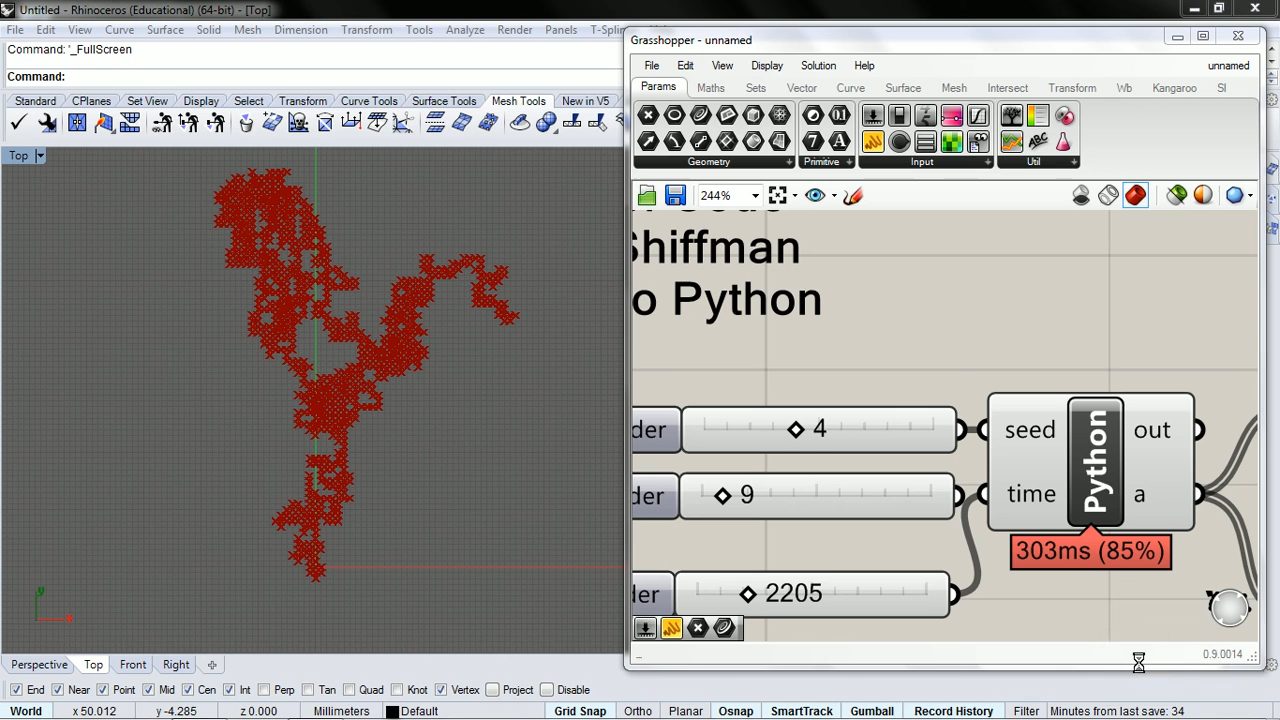 Untitled - Rhinoceros (Educational) (64-bit) - [Top]
File Edit View Curve Surface Solid Mesh Dimension Transform Tools Analyze Render Panels T-Splin
Command: '_FullScreen
Command:
Standard CPlanes Set View Display Select Transform Curve Tools Surface Tools Mesh Tools New in V5
Top
y
x
Perspective Top Front Right
End Near Point Mid Cen Int Perp Tan Quad Knot Vertex Project Disable
World x 50.012 y -4.285 z 0.000 Millimeters Default Grid Snap Ortho Planar Osnap SmartTrack Gumball Record History Filter Minutes from last save: 34
Grasshopper - unnamed
File Edit View Display Solution Help unnamed
Params Maths Sets Vector Curve Surface Mesh Intersect Transform Wb Kangaroo
Geometry Primitive Input Util
244%
Shiffman
o Python
der 4 seed out
Python
der 9 time a
303ms (85%)
der 2205
0.9.0014